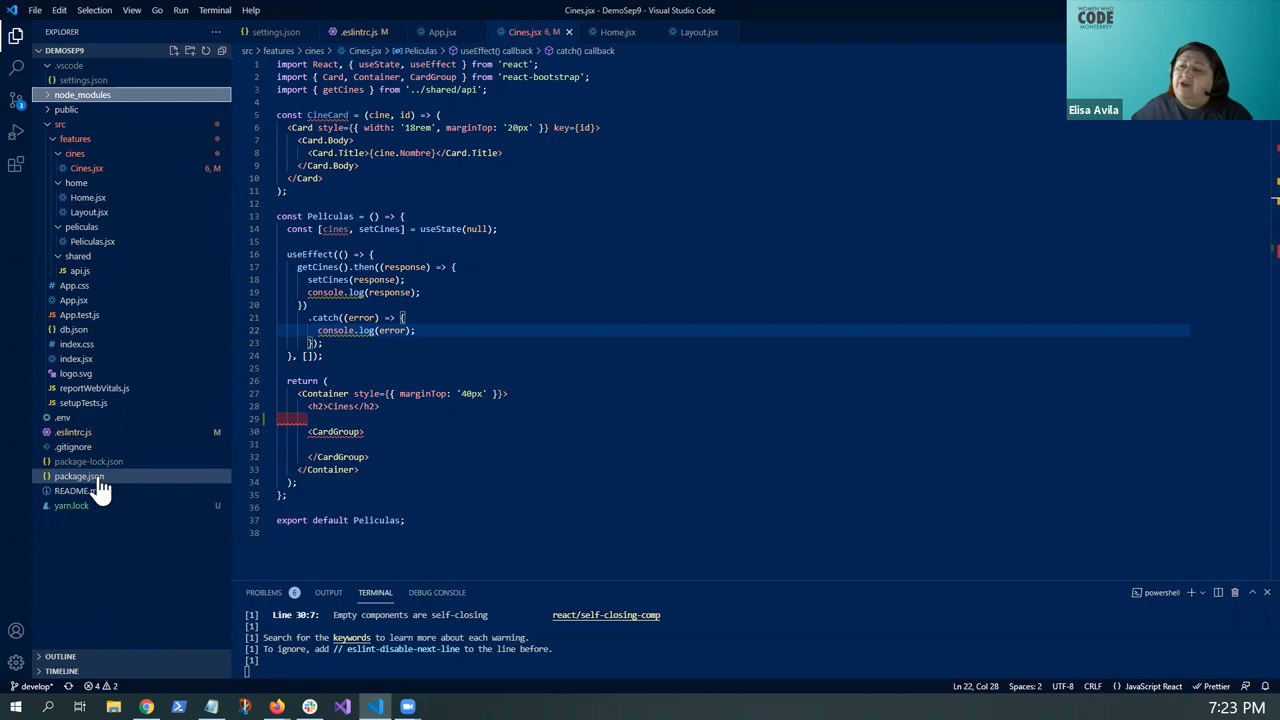 File Edit Selection View Go Run Terminal Help
Cines.jsx - DemoSep9 - Visual Studio Code
WOMEN WHO
CODE
MONTERREY
Elisa Avila
EXPLORER
DEMOSEP9
.vscode
settings.json
node_modules
public
src
features
cines
Cines.jsx 6, M
home
Home.jsx
Layout.jsx
peliculas
Peliculas.jsx
shared
api.js
App.css
App.jsx
App.test.js
db.json
index.css
index.jsx
logo.svg
reportWebVitals.js
setupTests.js
.env
.eslintrc.js M
.gitignore
package-lock.json
package.json
README.m
yarn.lock U
OUTLINE
TIMELINE
settings.json .eslintrc.js M App.jsx Cines.jsx 6, M Home.jsx Layout.jsx
src > features > cines > Cines.jsx > Peliculas > useEffect() callback > catch() callback
1 import React, { useState, useEffect } from 'react';
2 import { Card, Container, CardGroup } from 'react-bootstrap';
3 import { getCines } from '../shared/api';
4
5 const CineCard = (cine, id) => (
6 <Card style={{ width: '18rem', marginTop: '20px' }} key={id}>
7 <Card.Body>
8 <Card.Title>{cine.Nombre}</Card.Title>
9 </Card.Body>
10 </Card>
11 );
12
13 const Peliculas = () => {
14 const [cines, setCines] = useState(null);
15
16 useEffect(() => {
17 getCines().then((response) => {
18 setCines(response);
19 console.log(response);
20 })
21 .catch((error) => {
22 console.log(error);
23 });
24 }, []);
25
26 return (
27 <Container style={{ marginTop: '40px' }}>
28 <h2>Cines</h2>
29
30 <CardGroup>
31
32 </CardGroup>
33 </Container>
34 );
35 };
36
37 export default Peliculas;
38
PROBLEMS 6 OUTPUT TERMINAL DEBUG CONSOLE
powershell
[1] Line 30:7: Empty components are self-closing react/self-closing-comp
[1]
[1] Search for the keywords to learn more about each warning.
[1] To ignore, add // eslint-disable-next-line to the line before.
[1]
3
develop* 4 2
Ln 22, Col 28 Spaces: 2 UTF-8 CRLF { } JavaScript React Prettier
7:23 PM